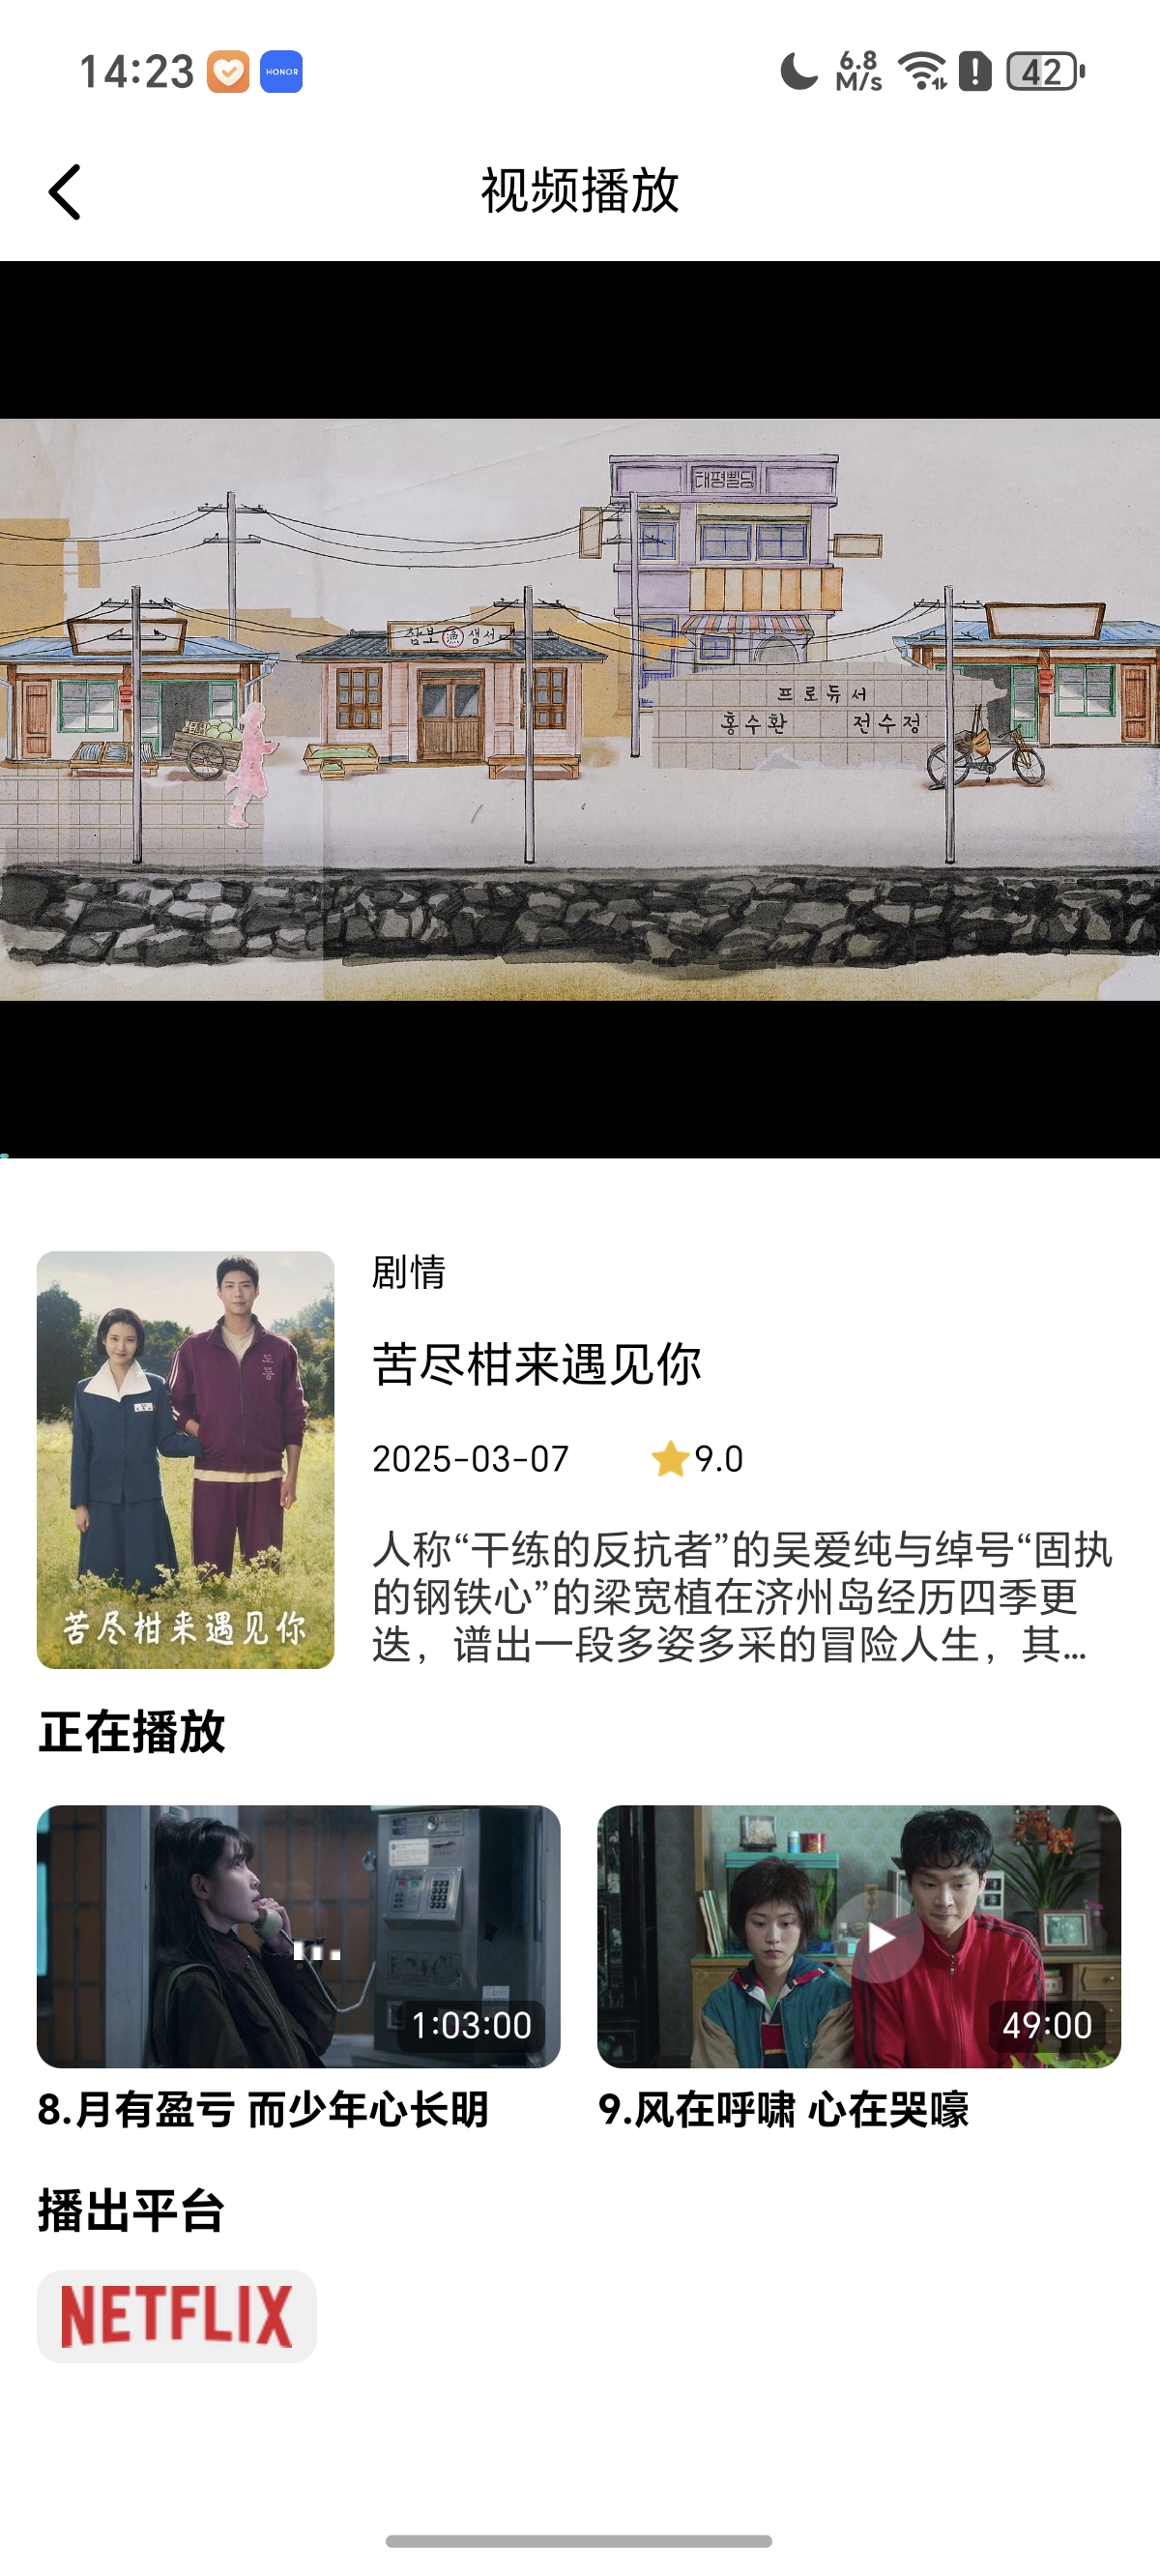 14:23
HONOR
6.8
M/s
42
视频播放
태평삘딩
삼보 漁 생선
프로듀서
홍수환 전수정
剧情
苦尽柑来遇见你
2025-03-07
9.0
人称“干练的反抗者”的吴爱纯与绰号“固执
的钢铁心”的梁宽植在济州岛经历四季更
迭，谱出一段多姿多采的冒险人生，其...
도동
苦尽柑来遇见你
正在播放
1:03:00
49:00
8.月有盈亏 而少年心长明
9.风在呼啸 心在哭嚎
播出平台
NETFLIX